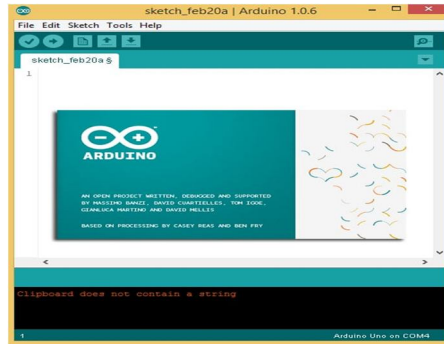 sketch_feb20a | Arduino 1.0.6
File Edit Sketch Tools Help
sketch_feb20a §
1
ARDUINO
AN OPEN PROJECT WRITTEN, DEBUGGED AND SUPPORTED
BY MASSIMO BANZI, DAVID CUARTIELLES, TOM IGOE,
GIANLUCA MARTINO AND DAVID MELLIS
BASED ON PROCESSING BY CASEY REAS AND BEN FRY
Clipboard does not contain a string
1 Arduino Uno on COM4